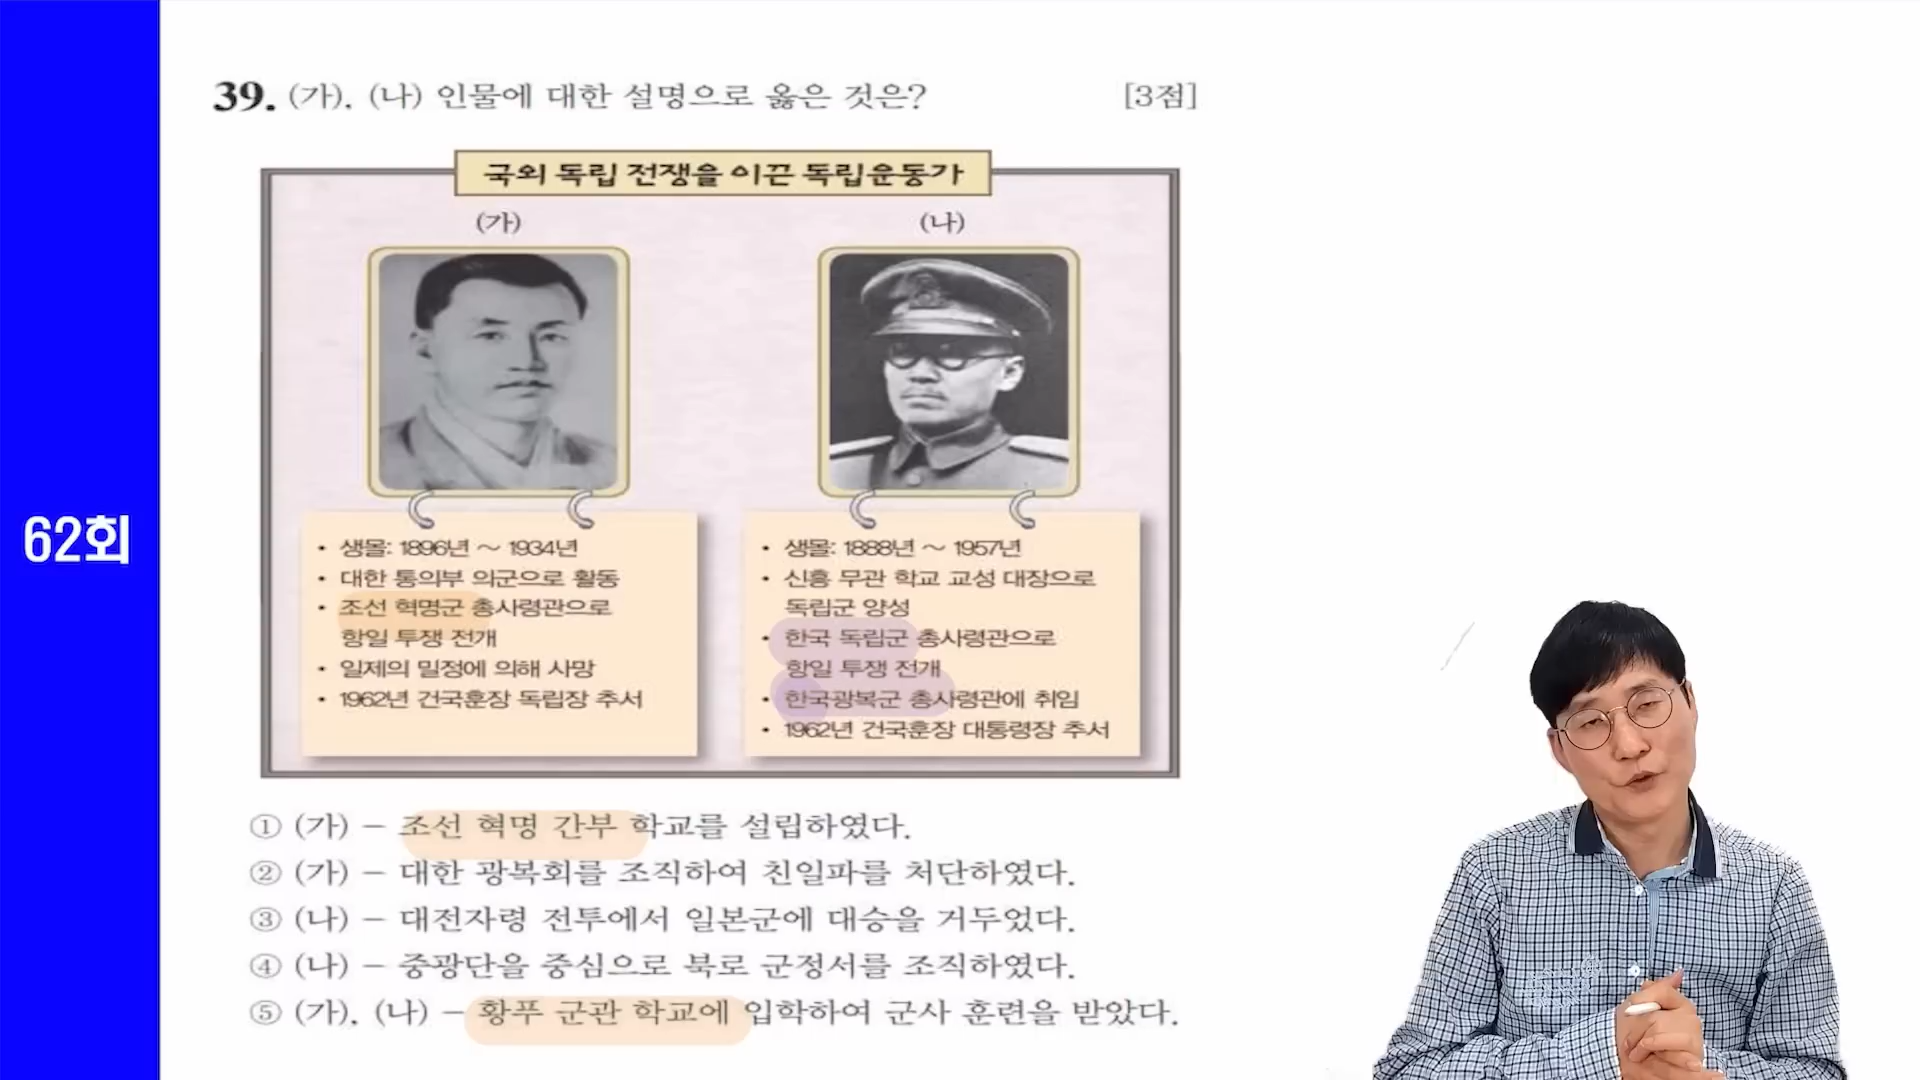 39. (가), (나) 인물에 대한 설명으로 옳은 것은? [3점]
국외 독립 전쟁을 이끈 독립운동가
(가)
(나)
• 생몰: 1896년 ~ 1934년
• 대한 통의부 의군으로 활동
• 조선 혁명군 총사령관으로
항일 투쟁 전개
• 일제의 밀정에 의해 사망
• 1962년 건국훈장 독립장 추서
• 생몰: 1888년 ~ 1957년
• 신흥 무관 학교 교성 대장으로
독립군 양성
• 한국 독립군 총사령관으로
항일 투쟁 전개
• 한국광복군 총사령관에 취임
• 1962년 건국훈장 대통령장 추서
62회
① (가) – 조선 혁명 간부 학교를 설립하였다.
② (가) – 대한 광복회를 조직하여 친일파를 처단하였다.
③ (나) – 대전자령 전투에서 일본군에 대승을 거두었다.
④ (나) – 중광단을 중심으로 북로 군정서를 조직하였다.
⑤ (가), (나) – 황푸 군관 학교에 입학하여 군사 훈련을 받았다.